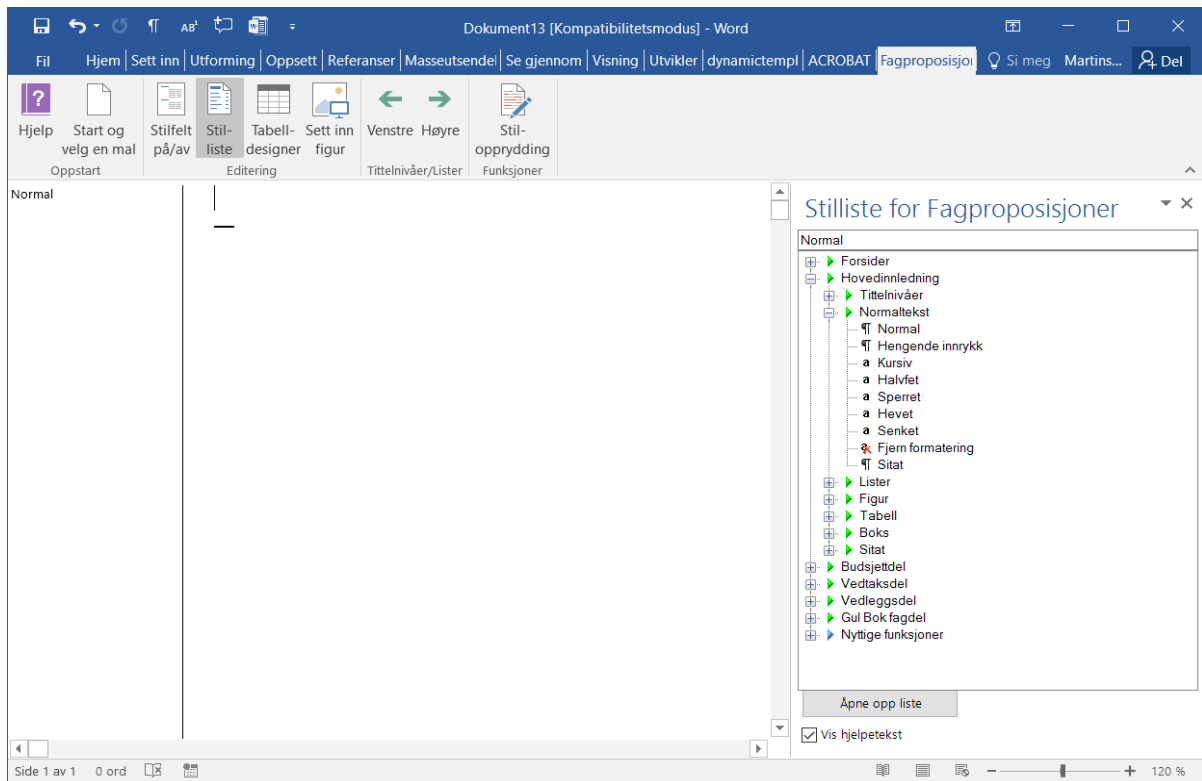 ¶ AB¹ Dokument13 [Kompatibilitetsmodus] - Word
Fil Hjem Sett inn Utforming Oppsett Referanser Masseutsendel Se gjennom Visning Utvikler dynamictempl ACROBAT Fagproposisjoı Si meg Martins... Del
?
Hjelp Start og velg en mal
Stilfelt på/av Stil-liste Tabell-designer Sett inn figur Venstre Høyre Stil-opprydding
Oppstart Editering Tittelnivåer/Lister Funksjoner
Normal
Stilliste for Fagproposisjoner
Normal
Forsider
Hovedinnledning
Tittelnivåer
Normaltekst
¶ Normal
¶ Hengende innrykk
a Kursiv
a Halvfet
a Sperret
a Hevet
a Senket
a Fjern formatering
¶ Sitat
Lister
Figur
Tabell
Boks
Sitat
Budsjettdel
Vedtaksdel
Vedleggsdel
Gul Bok fagdel
Nyttige funksjoner
Åpne opp liste
Vis hjelpetekst
Side 1 av 1 0 ord 120 %